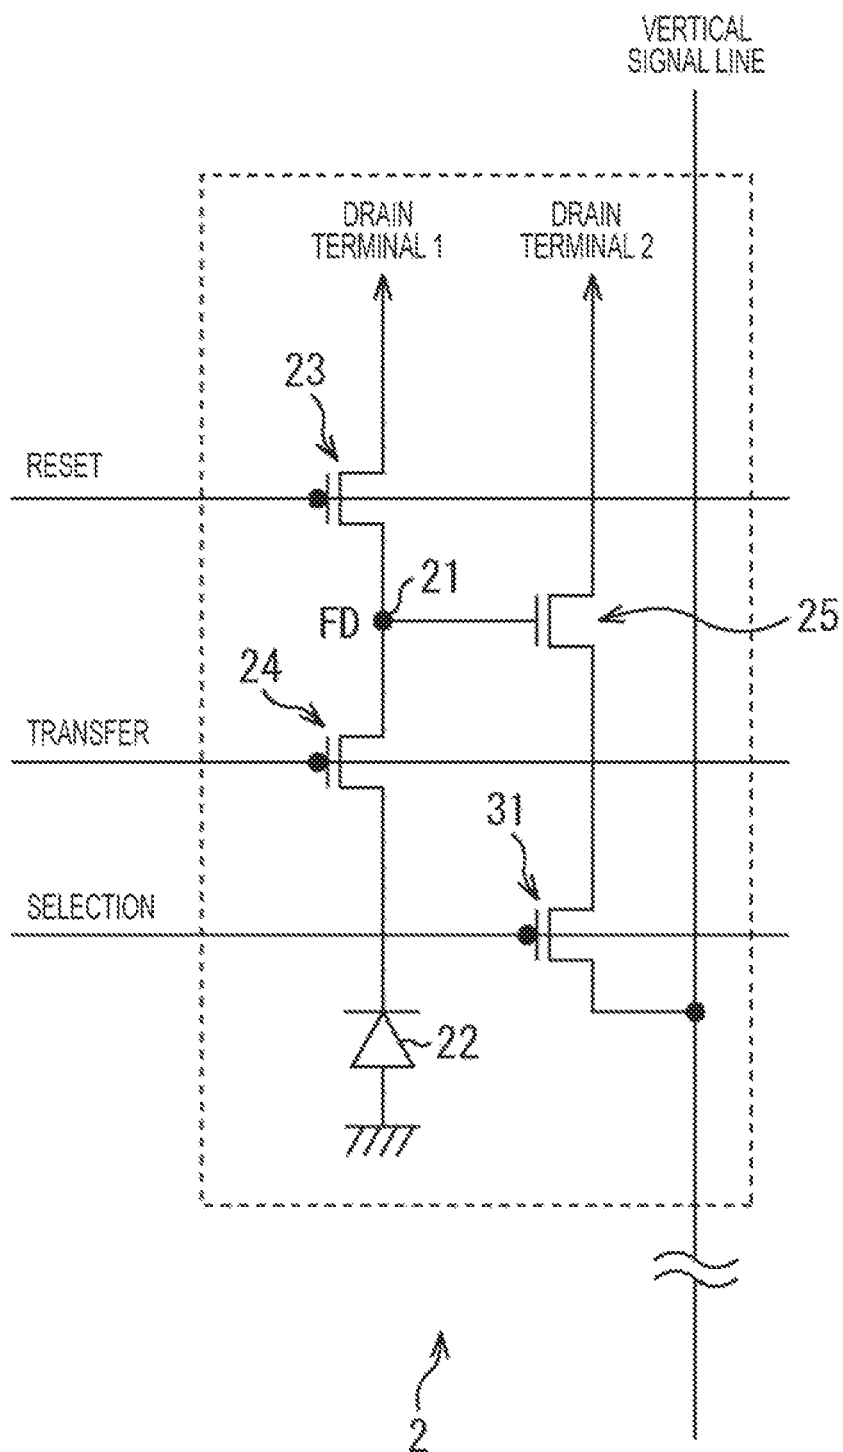 VERTICAL
SIGNAL LINE
DRAIN
TERMINAL 1
DRAIN
TERMINAL 2
23
RESET
21
FD
25
24
TRANSFER
31
SELECTION
22
2